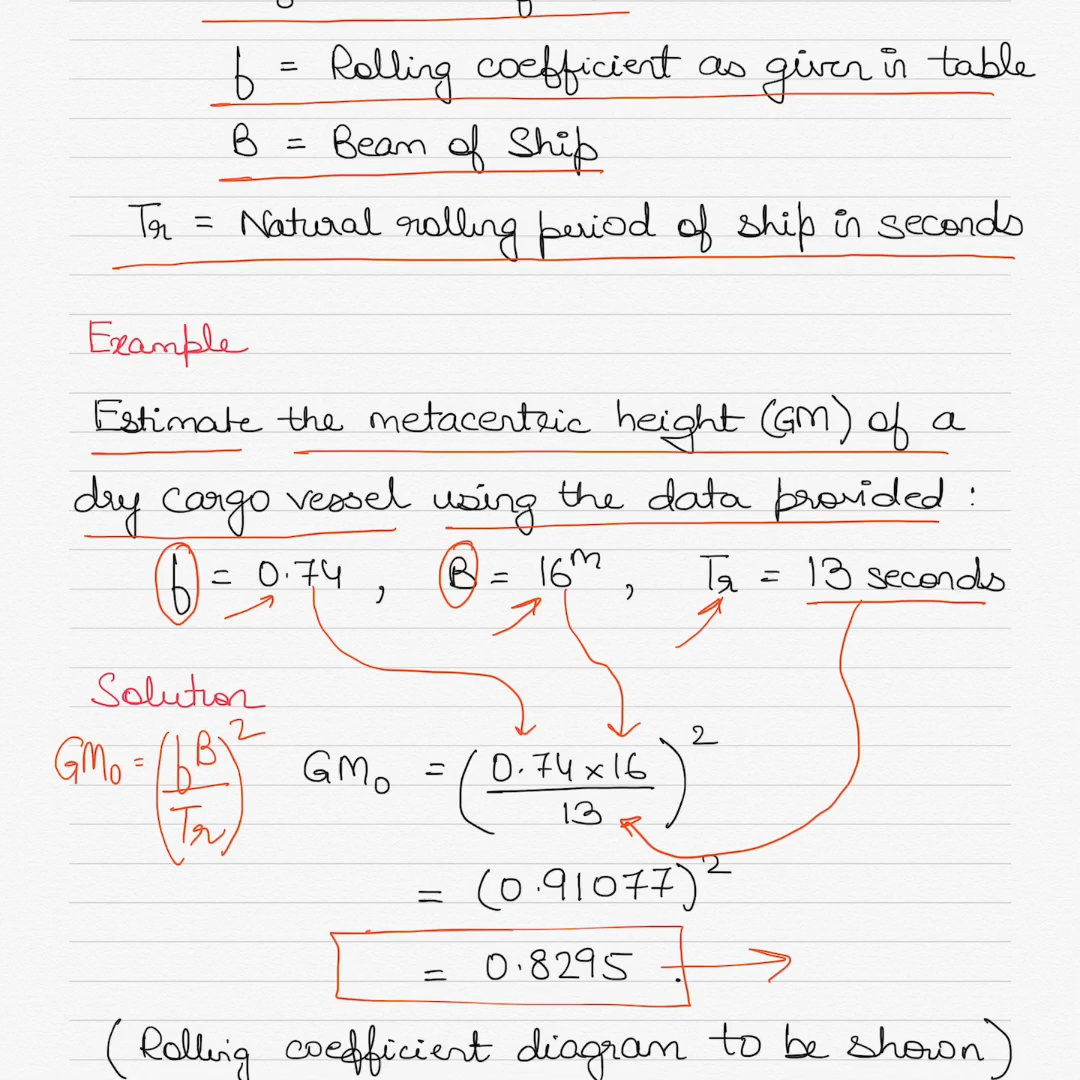 f = Rolling coefficient as given in table
B = Beam of Ship
Tr = Natural rolling period of ship in seconds
Example
Estimate the metacentric height (GM) of a
dry cargo vessel using the data provided :
f = 0.74 , B = 16m , Tr = 13 seconds
Solution
GM₀ = (fB/Tr)² GM₀ = (0.74 × 16/13)²
= (0.91077)²
= 0.8295 .
(Rolling coefficient diagram to be shown)